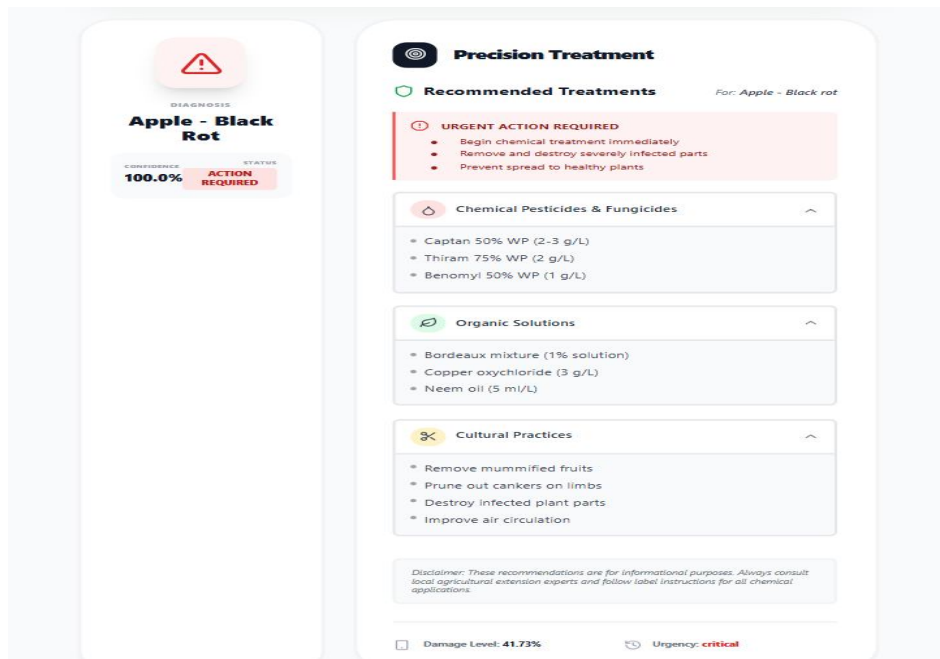 DIAGNOSIS
Apple - Black
Rot
CONFIDENCE
100.0%
STATUS
ACTION
REQUIRED
Precision Treatment
Recommended Treatments
For: Apple - Black rot
URGENT ACTION REQUIRED
Begin chemical treatment immediately
Remove and destroy severely infected parts
Prevent spread to healthy plants
Chemical Pesticides & Fungicides
Captan 50% WP (2-3 g/L)
Thiram 75% WP (2 g/L)
Benomyl 50% WP (1 g/L)
Organic Solutions
Bordeaux mixture (1% solution)
Copper oxychloride (3 g/L)
Neem oil (5 ml/L)
Cultural Practices
Remove mummified fruits
Prune out cankers on limbs
Destroy infected plant parts
Improve air circulation
Disclaimer: These recommendations are for informational purposes. Always consult
local agricultural extension experts and follow label instructions for all chemical
applications.
Damage Level: 41.73%
Urgency: critical